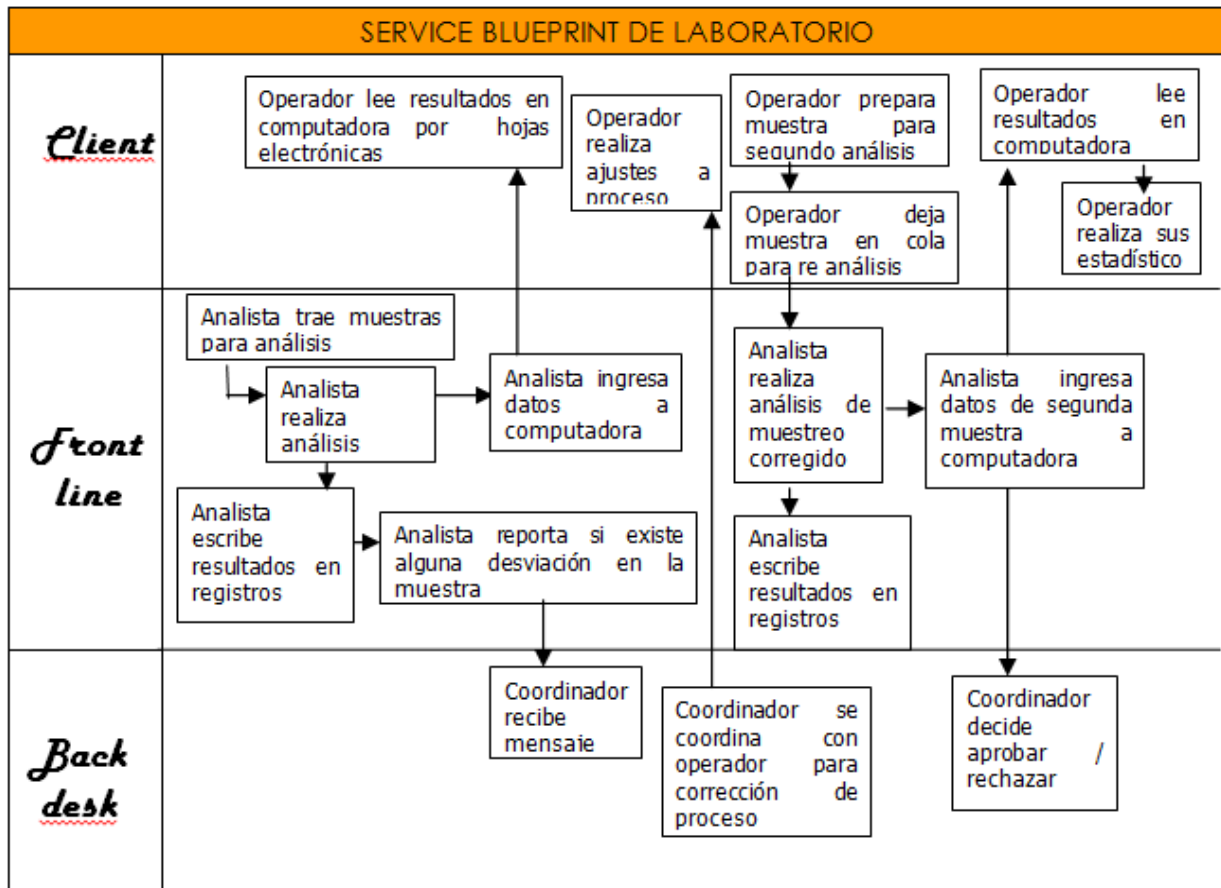 SERVICE BLUEPRINT DE LABORATORIO
Client
Operador lee resultados en
computadora por hojas
electrónicas
Operador
realiza
ajustes a
proceso
Operador prepara
muestra para
segundo análisis
Operador deja
muestra en cola
para re análisis
Operador lee
resultados en
computadora
Operador
realiza sus
estadístico
Front
line
Analista trae muestras
para análisis
Analista
realiza
análisis
Analista ingresa
datos a
computadora
Analista
escribe
resultados en
registros
Analista reporta si existe
alguna desviación en la
muestra
Analista
realiza
análisis de
muestreo
corregido
Analista ingresa
datos de segunda
muestra a
computadora
Analista
escribe
resultados en
registros
Back
desk
Coordinador
recibe
mensaje
Coordinador se
coordina con
operador para
corrección de
proceso
Coordinador
decide
aprobar /
rechazar